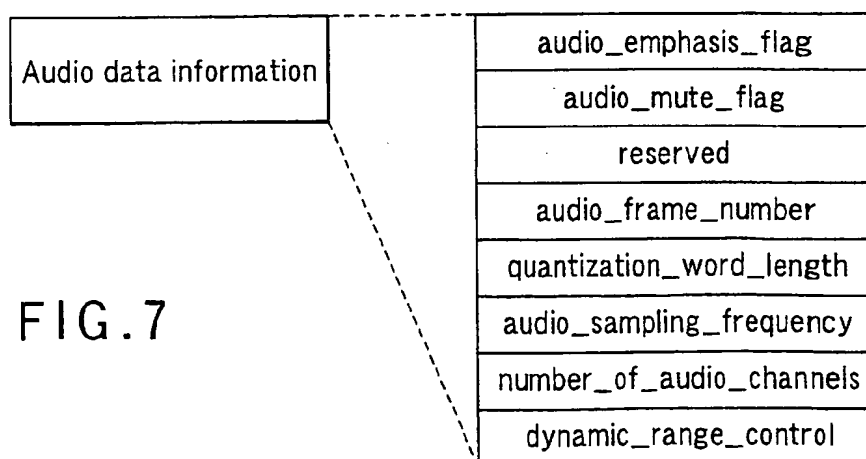 Audio data information
audio_emphasis_flag
audio_mute_flag
reserved
audio_frame_number
quantization_word_length
audio_sampling_frequency
number_of_audio_channels
dynamic_range_control
FIG.7